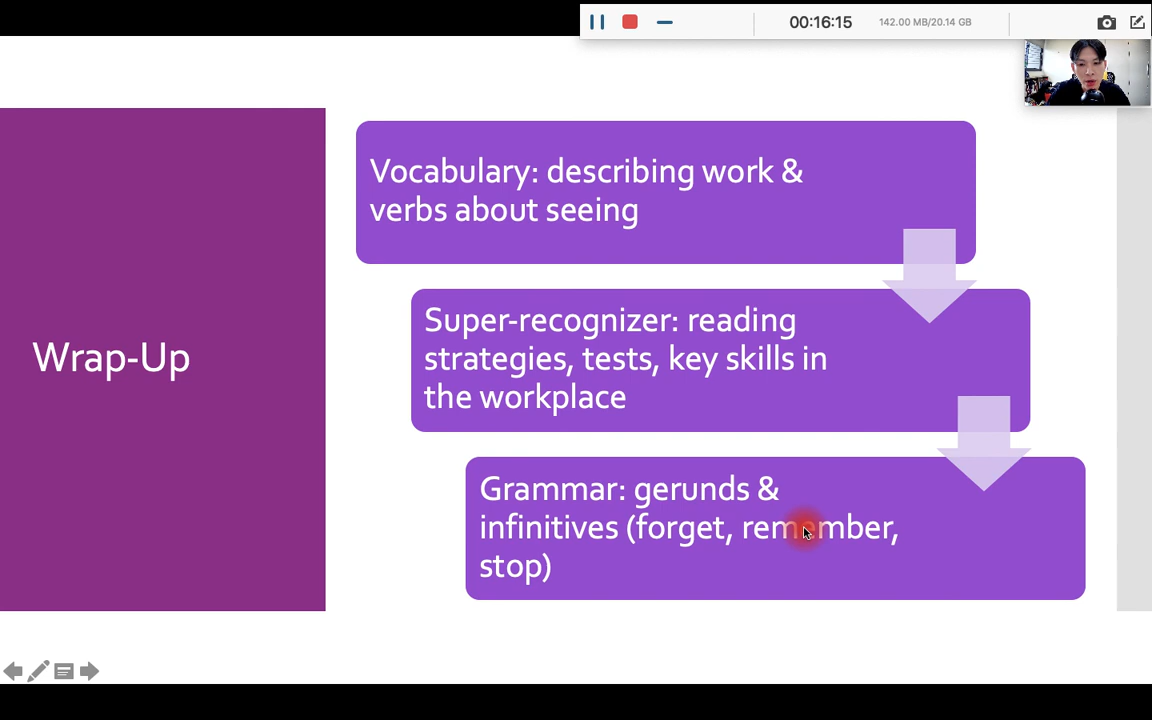 00:16:15
142.00 MB/20.14 GB
Wrap-Up
Vocabulary: describing work &
verbs about seeing
Super-recognizer: reading
strategies, tests, key skills in
the workplace
Grammar: gerunds &
infinitives (forget, remember,
stop)